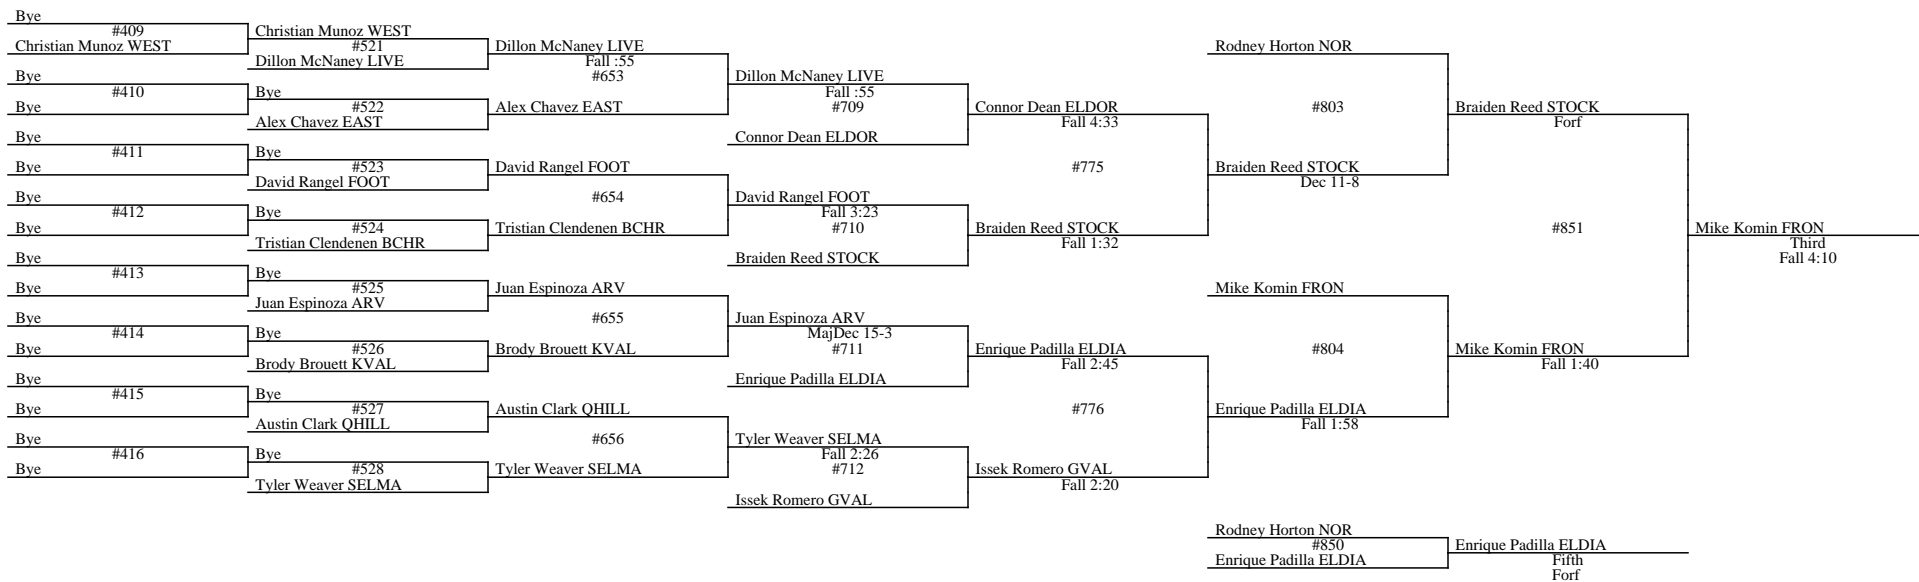 Bye
#409
Christian Munoz WEST
Bye
#410
Bye
Bye
#411
Bye
Bye
#412
Bye
Bye
#413
Bye
Bye
#414
Bye
Bye
#415
Bye
Bye
#416
Bye
Christian Munoz WEST
#521
Dillon McNaney LIVE
Bye
#522
Alex Chavez EAST
Bye
#523
David Rangel FOOT
Bye
#524
Tristian Clendenen BCHR
Bye
#525
Juan Espinoza ARV
Bye
#526
Brody Brouett KVAL
Bye
#527
Austin Clark QHILL
Bye
#528
Tyler Weaver SELMA
Dillon McNaney LIVE
Fall :55
#653
Alex Chavez EAST
David Rangel FOOT
#654
Tristian Clendenen BCHR
Juan Espinoza ARV
#655
Brody Brouett KVAL
Austin Clark QHILL
#656
Tyler Weaver SELMA
Dillon McNaney LIVE
Fall :55
#709
Connor Dean ELDOR
David Rangel FOOT
Fall 3:23
#710
Braiden Reed STOCK
Juan Espinoza ARV
MajDec 15-3
#711
Enrique Padilla ELDIA
Tyler Weaver SELMA
Fall 2:26
#712
Issek Romero GVAL
Connor Dean ELDOR
Fall 4:33
#775
Braiden Reed STOCK
Fall 1:32
Enrique Padilla ELDIA
Fall 2:45
#776
Issek Romero GVAL
Fall 2:20
Rodney Horton NOR
#803
Braiden Reed STOCK
Dec 11-8
Mike Komin FRON
#804
Enrique Padilla ELDIA
Fall 1:58
Braiden Reed STOCK
Forf
#851
Mike Komin FRON
Fall 1:40
Mike Komin FRON
Third
Fall 4:10
Rodney Horton NOR
#850
Enrique Padilla ELDIA
Enrique Padilla ELDIA
Fifth
Forf